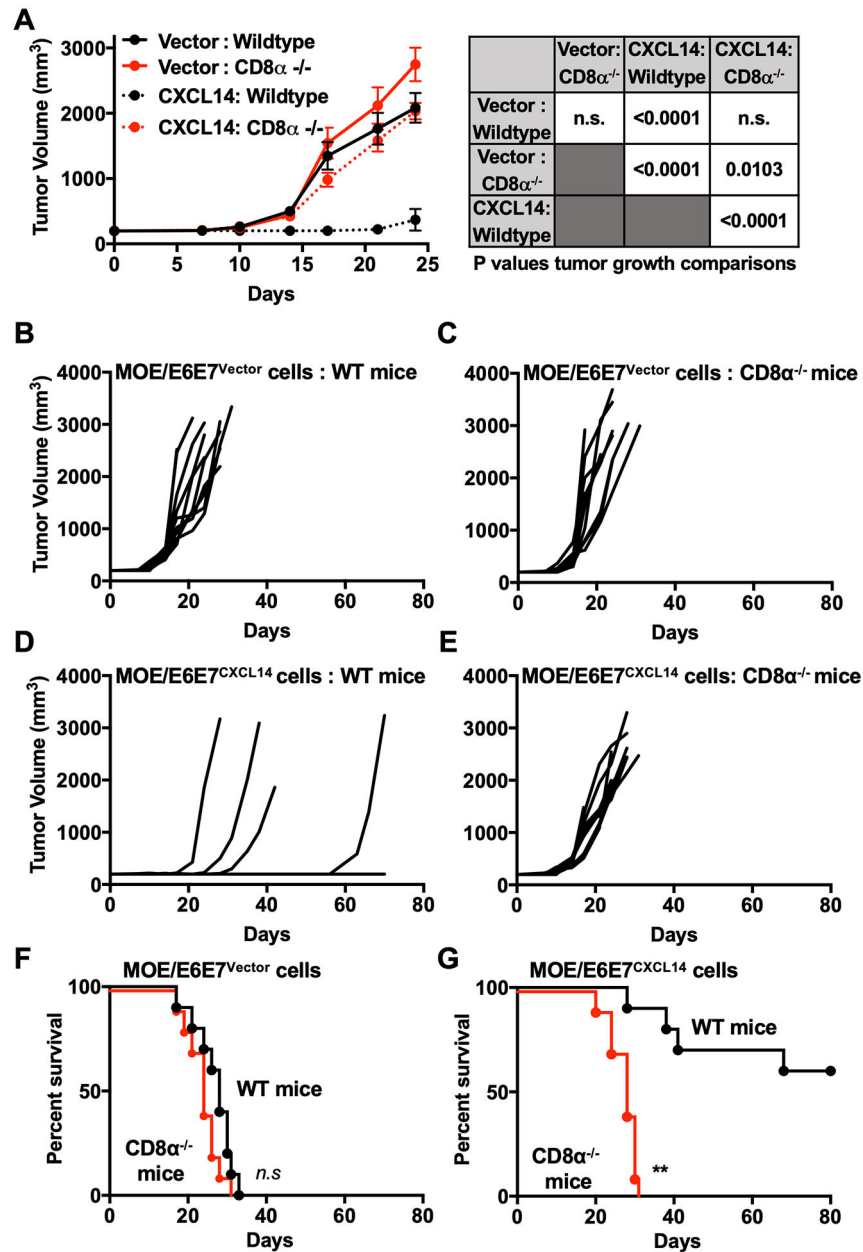 A
Tumor Volume (mm3)
3000
2000
1000
0
Vector : Wildtype
Vector : CD8α -/-
CXCL14: Wildtype
CXCL14: CD8α -/-
0 5 10 15 20 25
Days
Vector: CXCL14: CXCL14:
CD8α-/- Wildtype CD8α-/-
Vector :
Wildtype n.s. <0.0001 n.s.
Vector :
CD8α-/- <0.0001 0.0103
CXCL14:
Wildtype <0.0001
P values tumor growth comparisons
B
MOE/E6E7Vector cells : WT mice
Tumor Volume (mm3)
4000
3000
2000
1000
0
0 20 40 60 80
Days
C
MOE/E6E7Vector cells : CD8α-/- mice
4000
3000
2000
1000
0
0 20 40 60 80
Days
D
MOE/E6E7CXCL14 cells : WT mice
Tumor Volume (mm3)
4000
3000
2000
1000
0
0 20 40 60 80
Days
E
MOE/E6E7CXCL14 cells: CD8α-/- mice
4000
3000
2000
1000
0
0 20 40 60 80
Days
F
MOE/E6E7Vector cells
Percent survival
100
50
0
WT mice
CD8α-/-
mice
n.s
0 20 40 60 80
Days
G
MOE/E6E7CXCL14 cells
Percent survival
100
50
0
WT mice
CD8α-/-
mice
**
0 20 40 60 80
Days